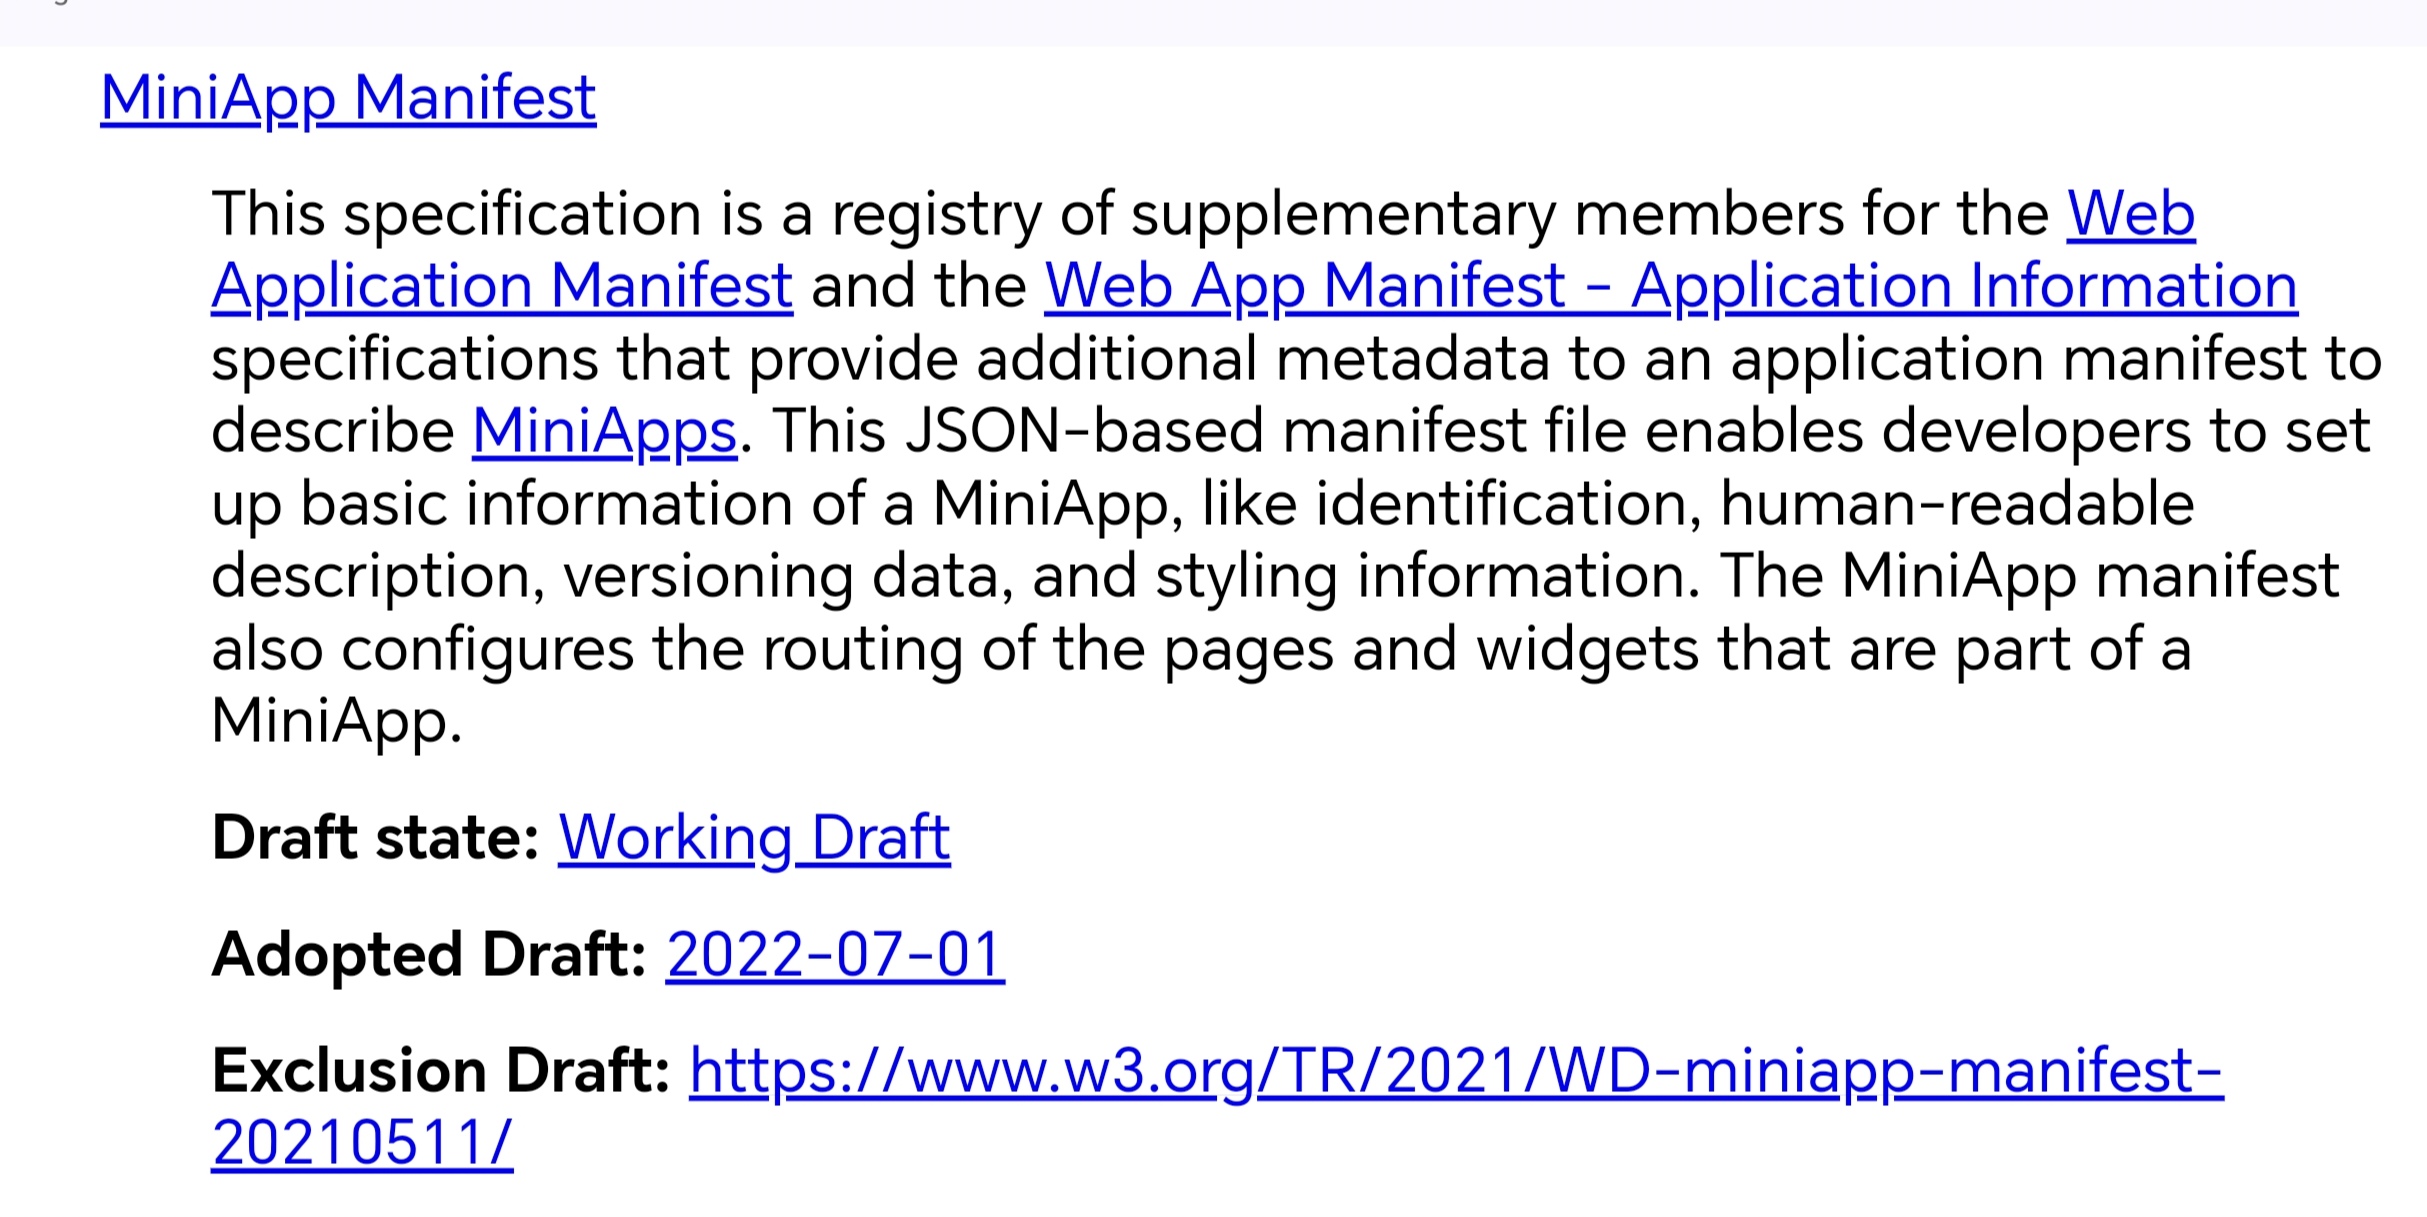 MiniApp Manifest
This specification is a registry of supplementary members for the Web
Application Manifest and the Web App Manifest - Application Information
specifications that provide additional metadata to an application manifest to
describe MiniApps. This JSON-based manifest file enables developers to set
up basic information of a MiniApp, like identification, human-readable
description, versioning data, and styling information. The MiniApp manifest
also configures the routing of the pages and widgets that are part of a
MiniApp.
Draft state: Working Draft
Adopted Draft: 2022-07-01
Exclusion Draft: https://www.w3.org/TR/2021/WD-miniapp-manifest-
20210511/